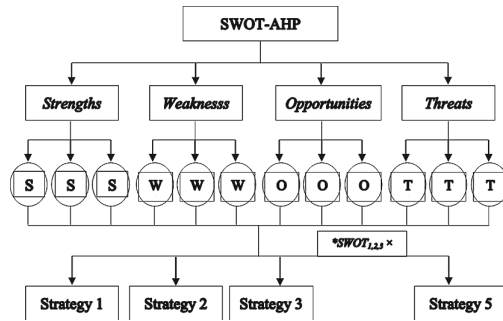 SWOT-AHP
Strengths Weaknesss Opportunities Threats
S S S W W W O O O T T T
*SWOT1,2,3 ×
Strategy 1 Strategy 2 Strategy 3 Strategy 5